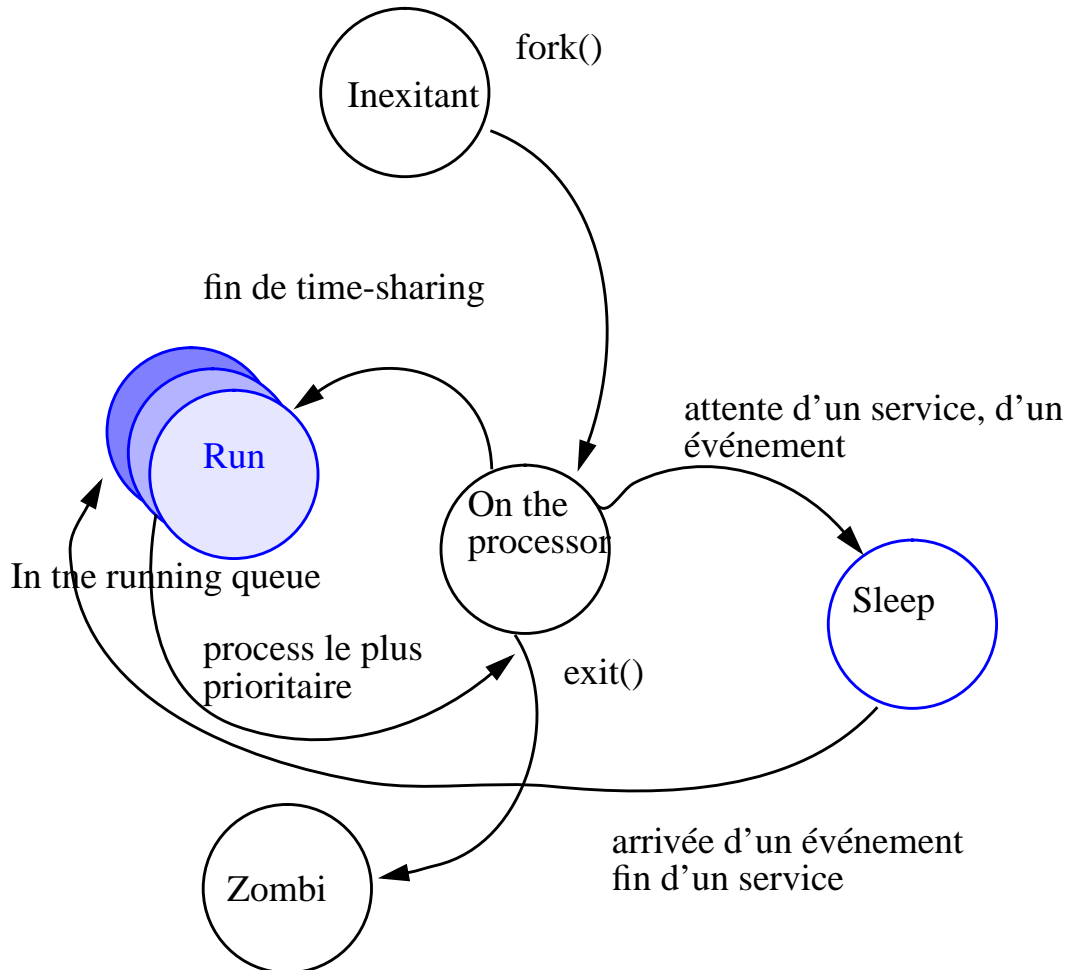 fork()
Inexitant
fin de time-sharing
attente d’un service, d’un
événement
Run
On the
processor
In tne running queue
Sleep
process le plus
prioritaire
exit()
arrivée d’un événement
fin d’un service
Zombi